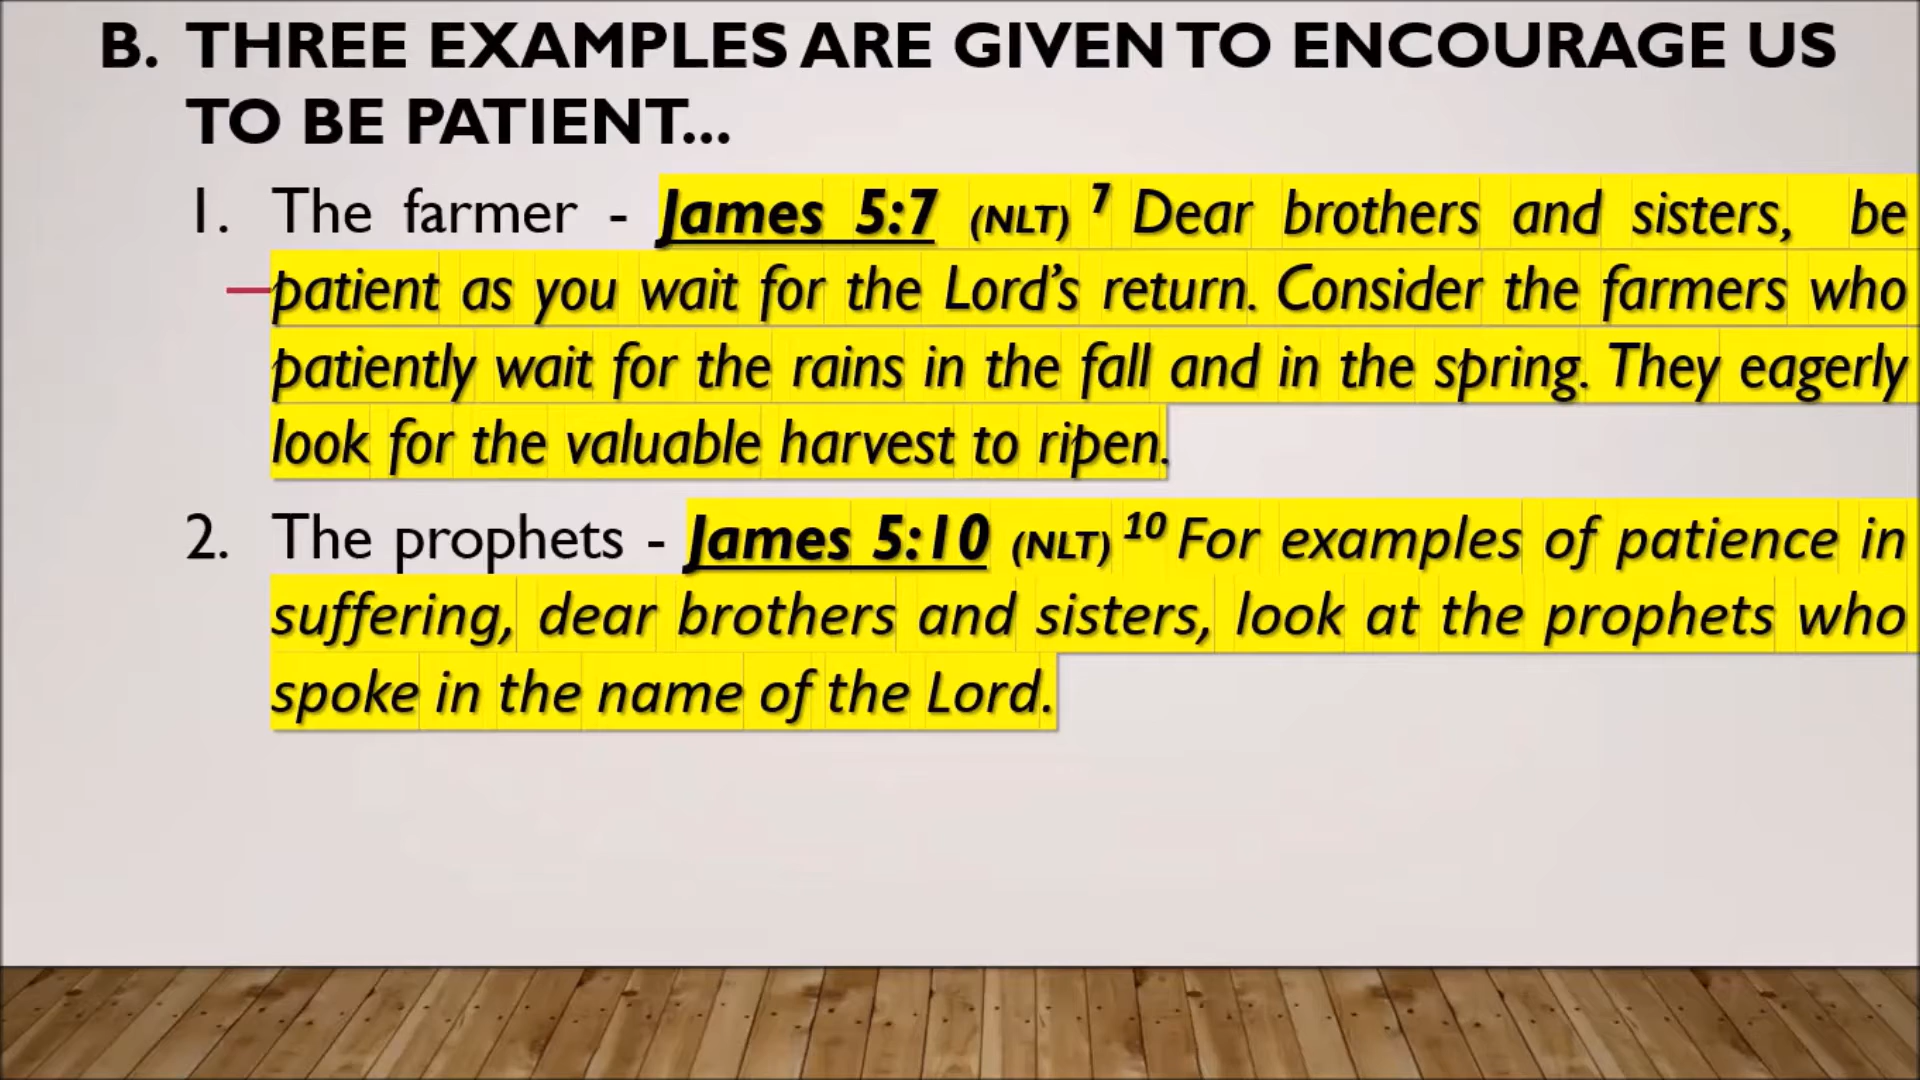 B. THREE EXAMPLES ARE GIVEN TO ENCOURAGE US
TO BE PATIENT...
1. The farmer - James 5:7 (NLT) 7 Dear brothers and sisters, be
patient as you wait for the Lord’s return. Consider the farmers who
patiently wait for the rains in the fall and in the spring. They eagerly
look for the valuable harvest to ripen.
2. The prophets - James 5:10 (NLT) 10 For examples of patience in
suffering, dear brothers and sisters, look at the prophets who
spoke in the name of the Lord.